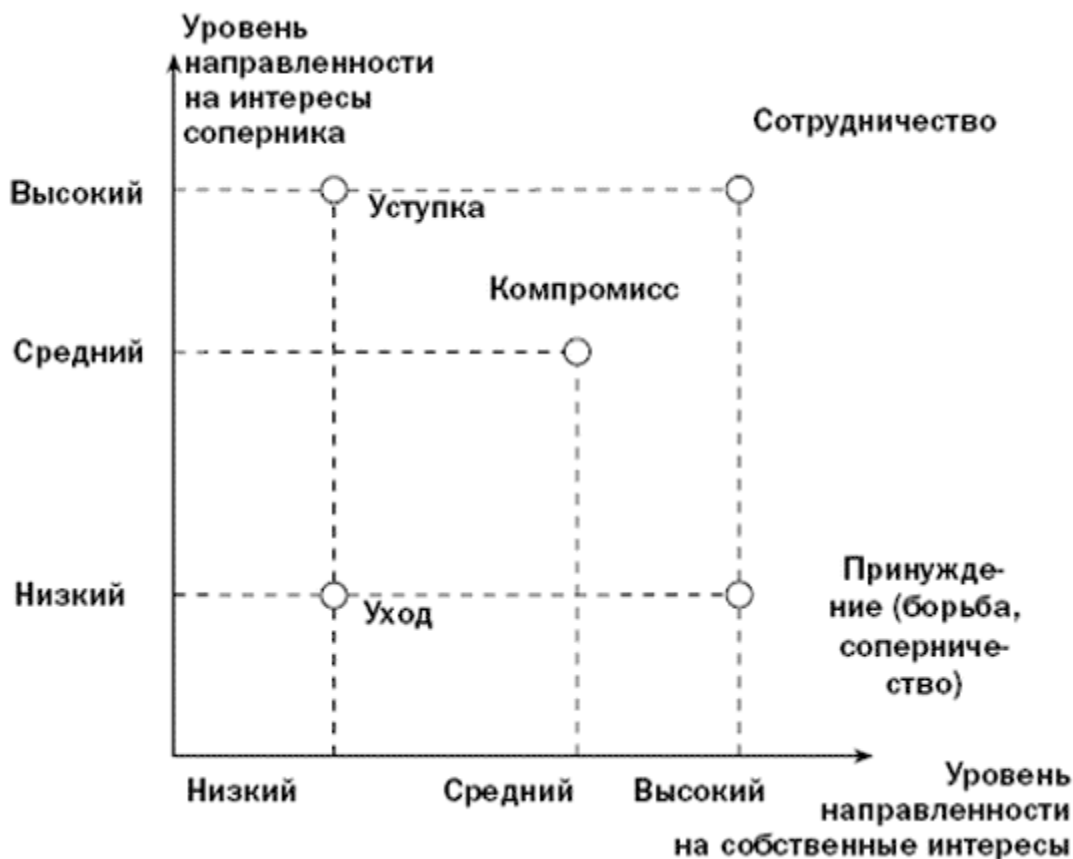 Уровень
направленности
на интересы
соперника
Сотрудничество
Высокий
Уступка
Компромисс
Средний
Низкий
Уход
Принужде-
ние (борьба,
соперниче-
ство)
Низкий
Средний
Высокий
Уровень
направленности
на собственные интересы